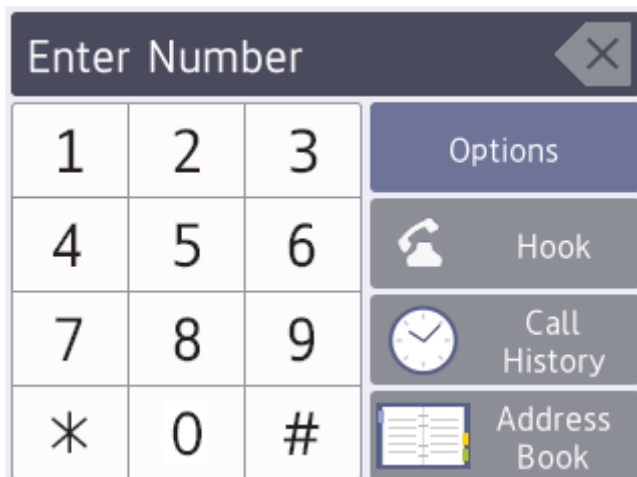 Enter Number
1 2 3
Options
4 5 6
Hook
7 8 9
Call
History
* 0 #
Address
Book